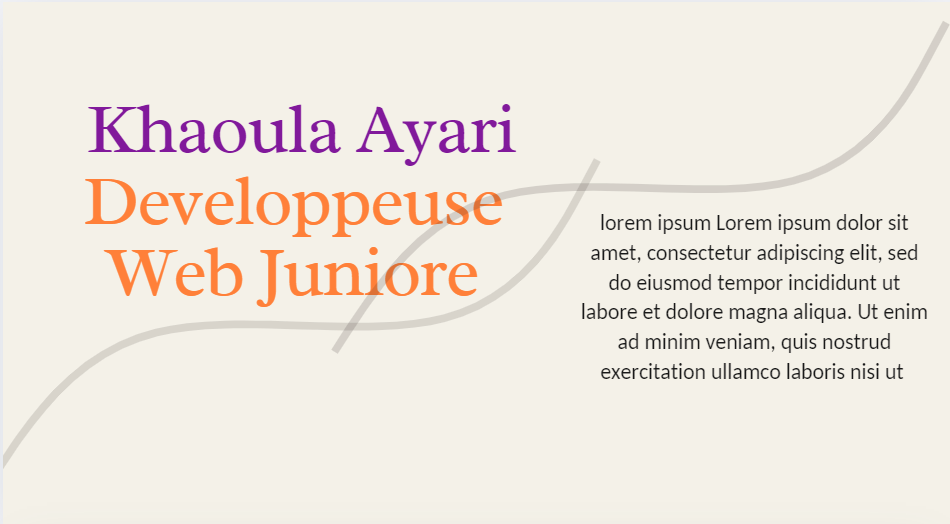 Khaoula Ayari
Developpeuse
Web Juniore
lorem ipsum Lorem ipsum dolor sit
amet, consectetur adipiscing elit, sed
do eiusmod tempor incididunt ut
labore et dolore magna aliqua. Ut enim
ad minim veniam, quis nostrud
exercitation ullamco laboris nisi ut